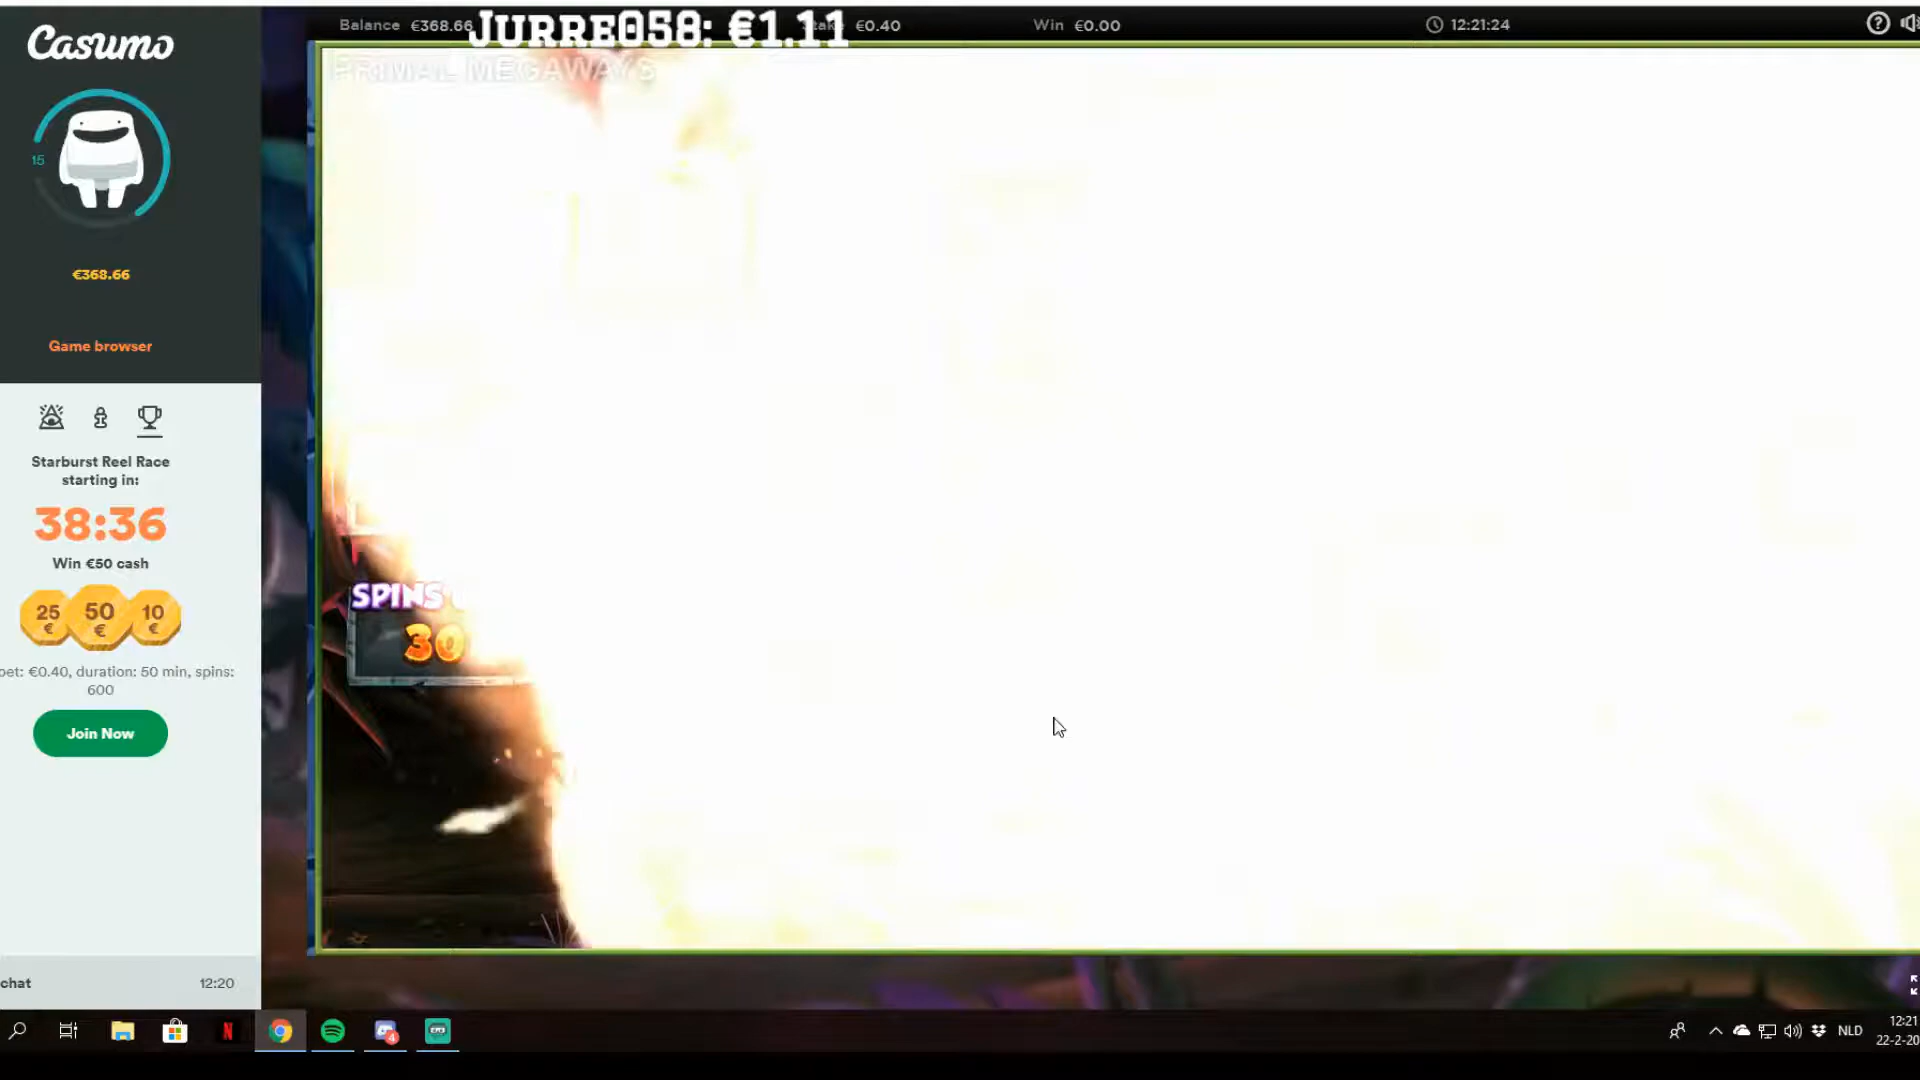 Casumo
Balance €368.66
JURRE058: €1.11
€0.40
Win €0.00
12:21:24
PRIMAL MEGAWAYS
15
€368.66
Game browser
Starburst Reel Race
starting in:
38:36
Win €50 cash
25 €
50 €
10 €
bet: €0.40, duration: 50 min, spins:
600
Join Now
SPINS
30
chat
12:20
NLD
12:21
22-2-20